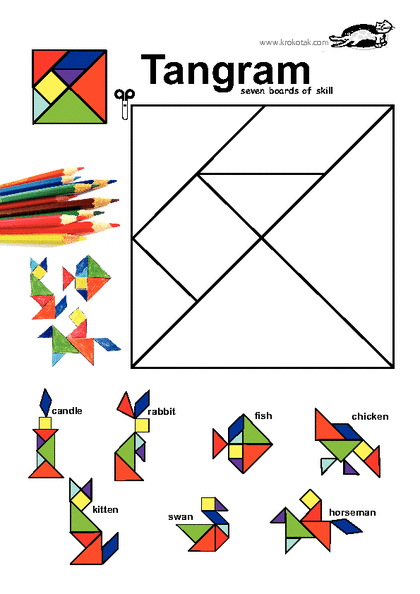 www.krokotak.com
Tangram
seven boards of skill
candle
rabbit
fish
chicken
kitten
swan
horseman